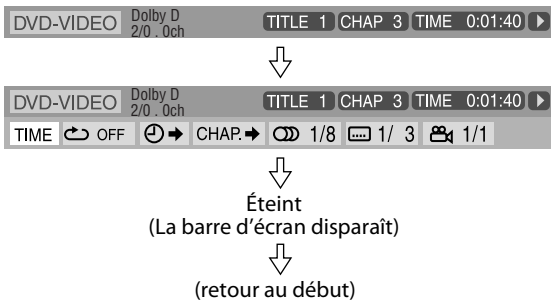 DVD-VIDEO Dolby D 2/0 . 0ch TITLE 1 CHAP 3 TIME 0:01:40
DVD-VIDEO Dolby D 2/0 . 0ch TITLE 1 CHAP 3 TIME 0:01:40
TIME OFF CHAP. 1/8 1/ 3 1/1
Éteint
(La barre d’écran disparaît)
(retour au début)